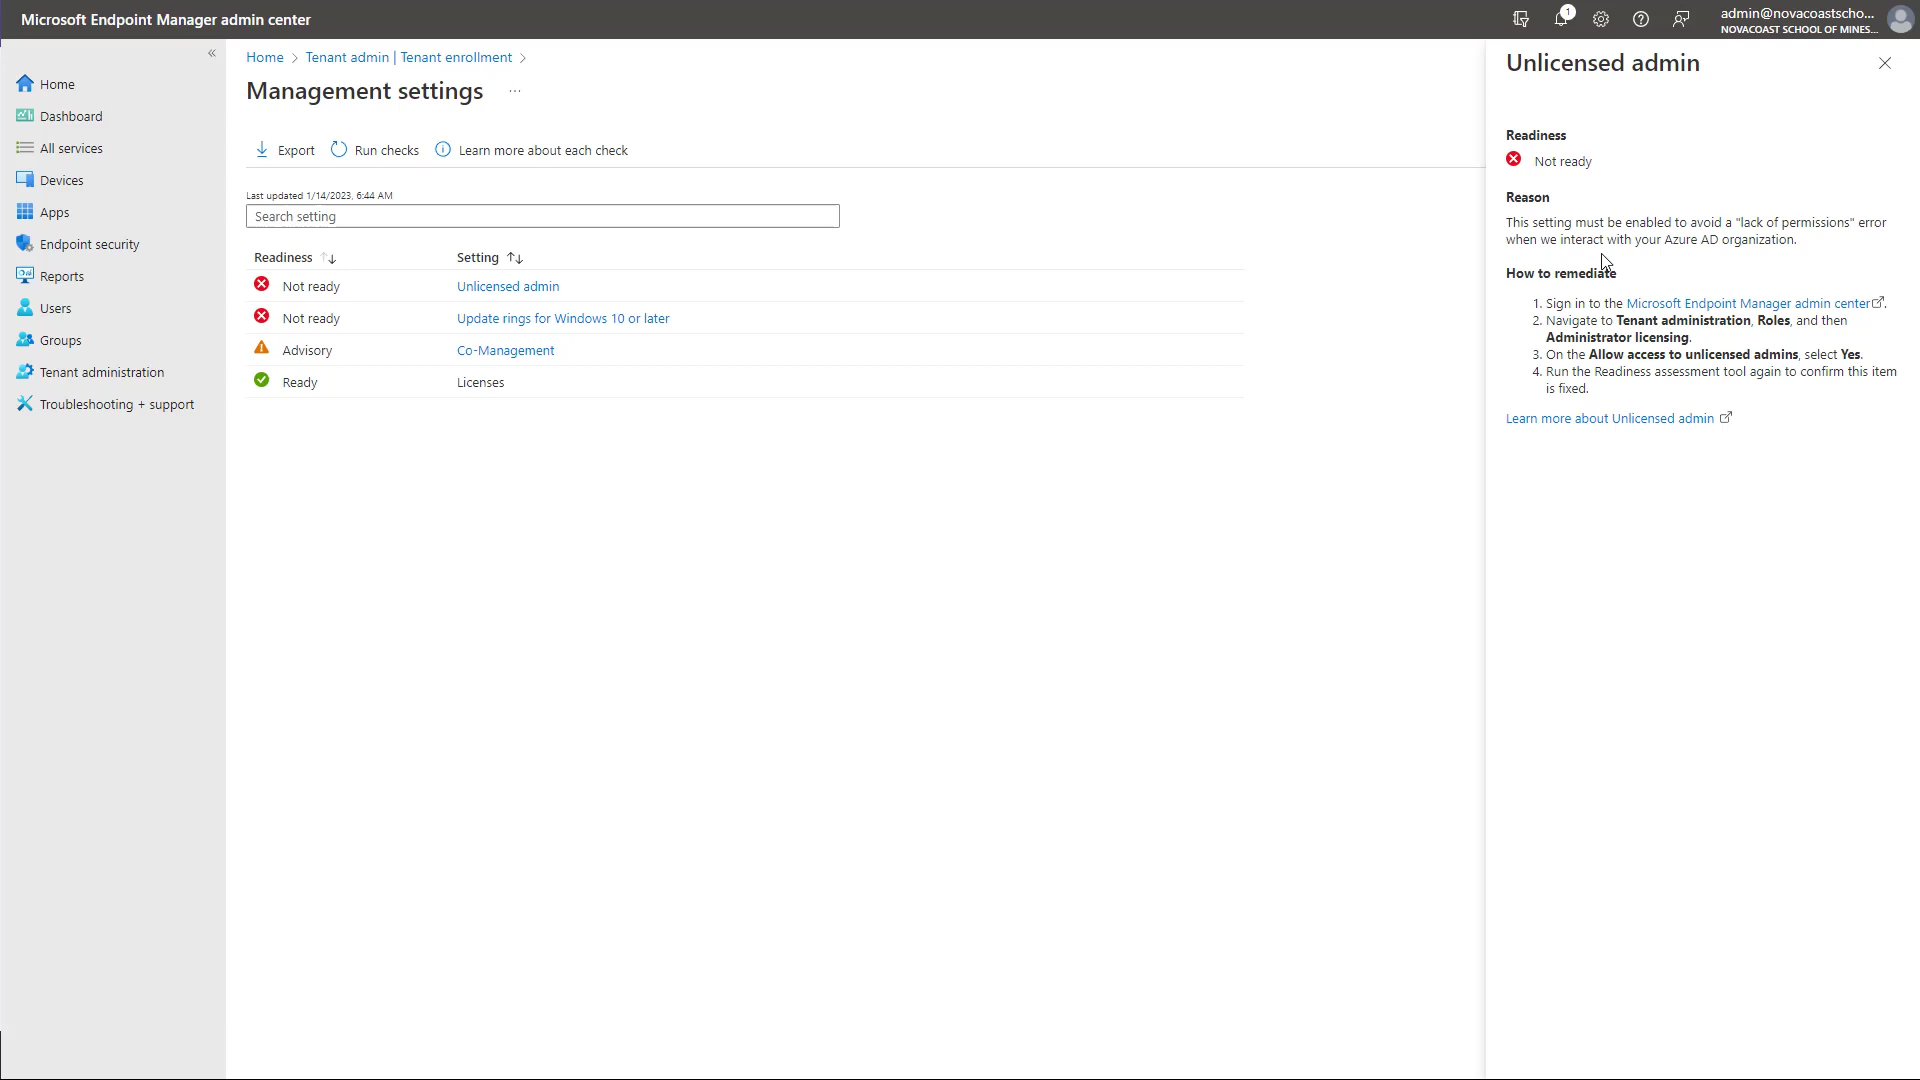 Microsoft Endpoint Manager admin center
1
admin@novacoastscho...
NOVACOAST SCHOOL OF MINES...
«
Home
Dashboard
All services
Devices
Apps
Endpoint security
Reports
Users
Groups
Tenant administration
Troubleshooting + support
Home > Tenant admin | Tenant enrollment >
Management settings ...
Export Run checks Learn more about each check
Last updated 1/14/2023, 6:44 AM
Search setting
Readiness ↑↓ Setting ↑↓
Not ready Unlicensed admin
Not ready Update rings for Windows 10 or later
Advisory Co-Management
Ready Licenses
Unlicensed admin
Readiness
Not ready
Reason
This setting must be enabled to avoid a "lack of permissions" error
when we interact with your Azure AD organization.
How to remediate
1. Sign in to the Microsoft Endpoint Manager admin center.
2. Navigate to Tenant administration, Roles, and then
Administrator licensing.
3. On the Allow access to unlicensed admins, select Yes.
4. Run the Readiness assessment tool again to confirm this item
is fixed.
Learn more about Unlicensed admin